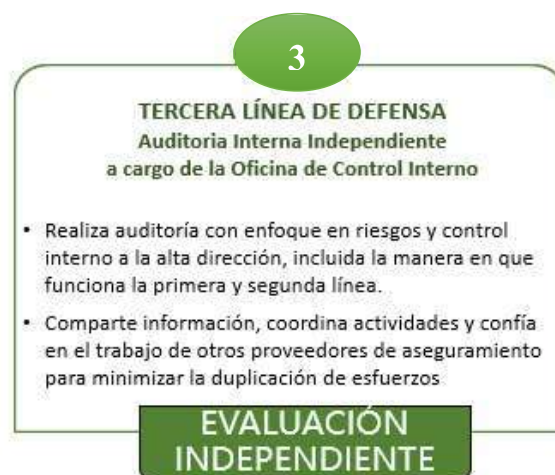 3
TERCERA LÍNEA DE DEFENSA
Auditoria Interna Independiente
a cargo de la Oficina de Control Interno
• Realiza auditoría con enfoque en riesgos y control
interno a la alta dirección, incluida la manera en que
funciona la primera y segunda línea.
• Comparte información, coordina actividades y confía
en el trabajo de otros proveedores de aseguramiento
para minimizar la duplicación de esfuerzos
EVALUACIÓN
INDEPENDIENTE